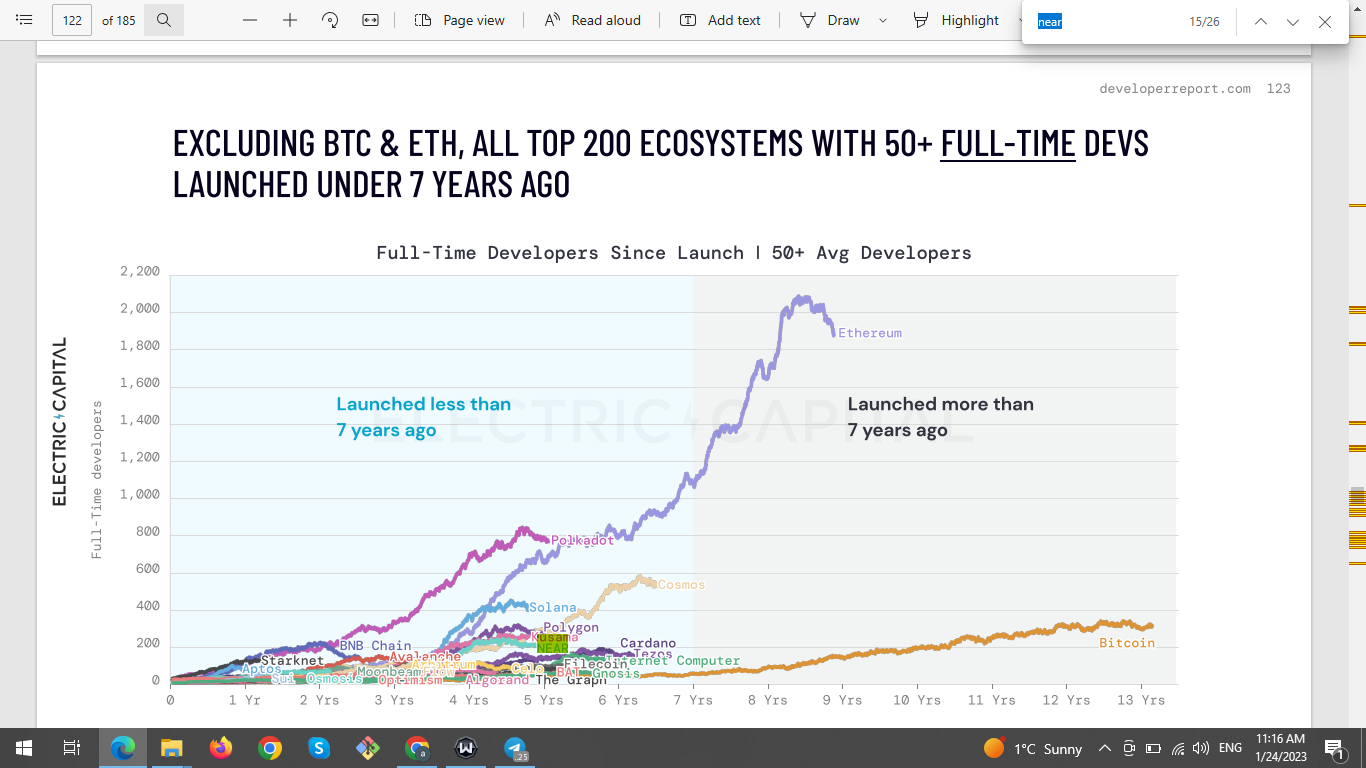 122 of 185
Page view
Read aloud
Add text
Draw
Highlight
near
15/26
developerreport.com 123
EXCLUDING BTC & ETH, ALL TOP 200 ECOSYSTEMS WITH 50+ FULL-TIME DEVS
LAUNCHED UNDER 7 YEARS AGO
Full-Time Developers Since Launch | 50+ Avg Developers
ELECTRIC CAPITAL
Full-Time developers
2,200
2,000
1,800
1,600
1,400
1,200
1,000
800
600
400
200
0
ELECTRIC CAPITAL
Launched less than
7 years ago
Launched more than
7 years ago
Ethereum
Polkadot
Cosmos
Solana
Polygon
Kusama
NEAR
Cardano
Tezos
BNB Chain
Avalanche
Starknet
Internet Computer
Filecoin
Arbitrum
Celo
Aptos
Moonbeam
Flow
BAT
Gnosis
Sui
Osmosis
Optimism
Algorand
The Graph
Bitcoin
0
1 Yr
2 Yrs
3 Yrs
4 Yrs
5 Yrs
6 Yrs
7 Yrs
8 Yrs
9 Yrs
10 Yrs
11 Yrs
12 Yrs
13 Yrs
25
1°C Sunny
ENG
11:16 AM
1/24/2023
1